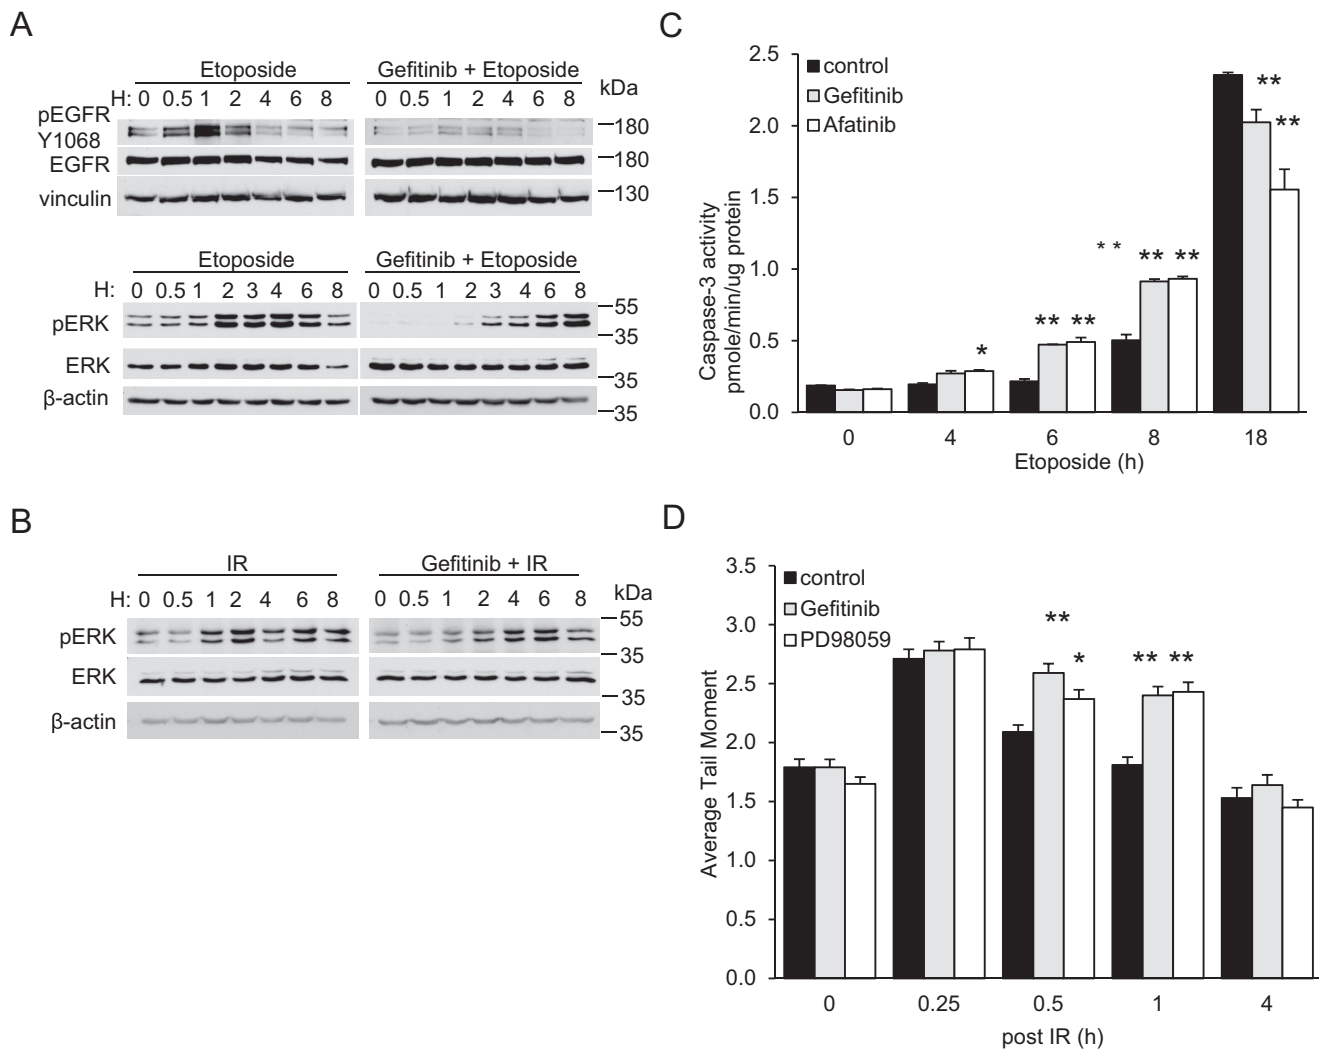 A
Etoposide
Gefitinib + Etoposide
kDa
H: 0 0.5 1 2 4 6 8
0 0.5 1 2 4 6 8
pEGFR
Y1068
180
EGFR
180
vinculin
130
Etoposide
Gefitinib + Etoposide
H: 0 0.5 1 2 3 4 6 8
0 0.5 1 2 3 4 6 8
55
pERK
35
ERK
35
β-actin
35
B
IR
Gefitinib + IR
kDa
H: 0 0.5 1 2 4 6 8
0 0.5 1 2 4 6 8
55
pERK
35
ERK
35
β-actin
35
C
Caspase-3 activity
pmole/min/ug protein
2.5
2.0
1.5
1.0
0.5
0.0
control
Gefitinib
Afatinib
*
** **
* *
** **
**
**
0 4 6 8 18
Etoposide (h)
D
Average Tail Moment
3.5
3.0
2.5
2.0
1.5
1.0
0.5
0.0
control
Gefitinib
PD98059
**
*
** **
0 0.25 0.5 1 4
post IR (h)